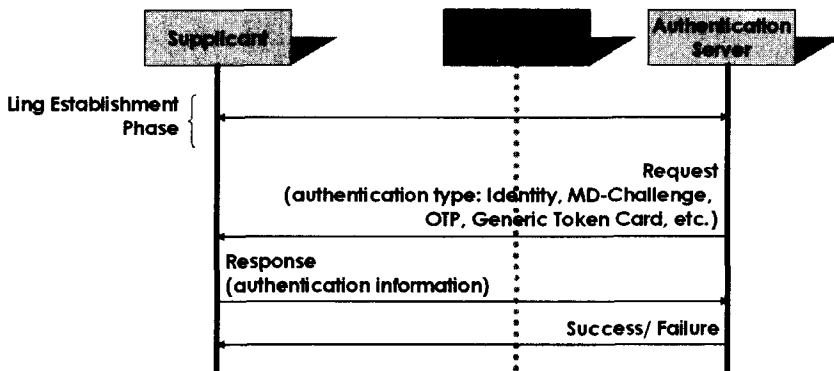 Supplicant
Authentication
Server
Ling Establishment
Phase
Request
(authentication type: Identity, MD-Challenge,
OTP, Generic Token Card, etc.)
Response
(authentication information)
Success/ Failure